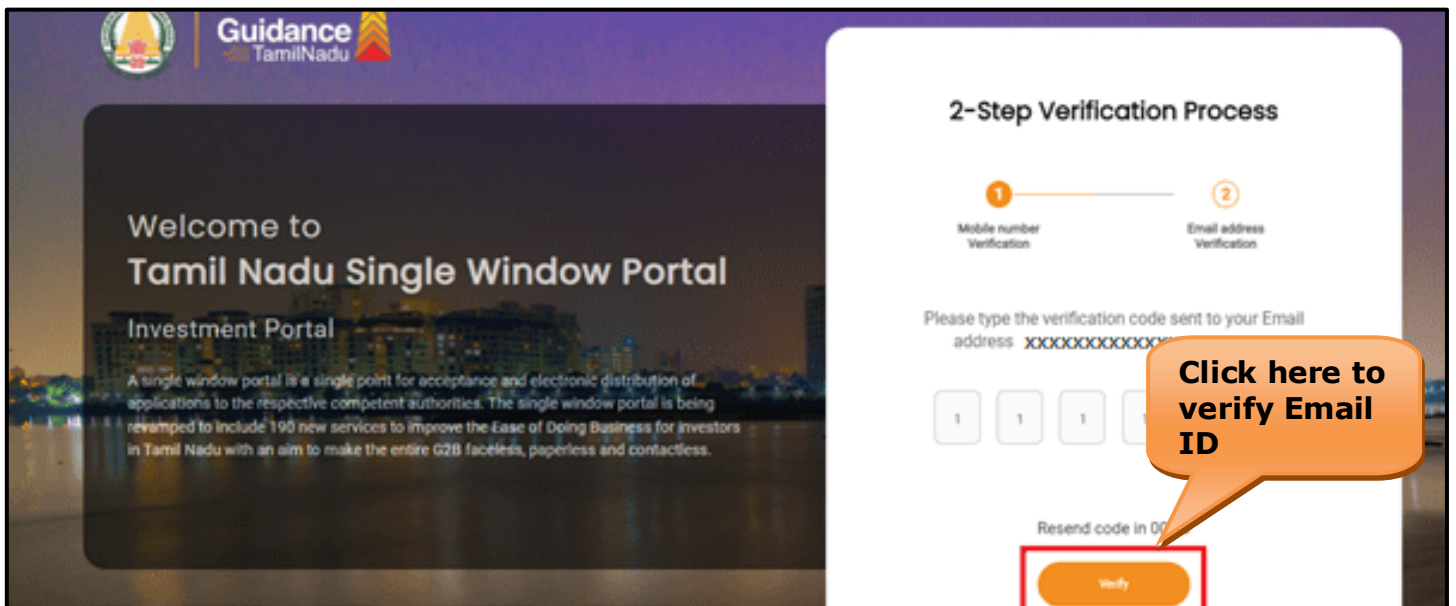 Guidance
TamilNadu
Welcome to
Tamil Nadu Single Window Portal
Investment Portal
A single window portal is a single point for acceptance and electronic distribution of
applications to the respective competent authorities. The single window portal is being
revamped to include 190 new services to improve the Ease of Doing Business for investors
in Tamil Nadu with an aim to make the entire G2B faceless, paperless and contactless.
2-Step Verification Process
1
2
Mobile number
Verification
Email address
Verification
Please type the verification code sent to your Email
address XXXXXXXXXXXXX
1 1 1 1
Click here to
verify Email
ID
Resend code in 00
Verify